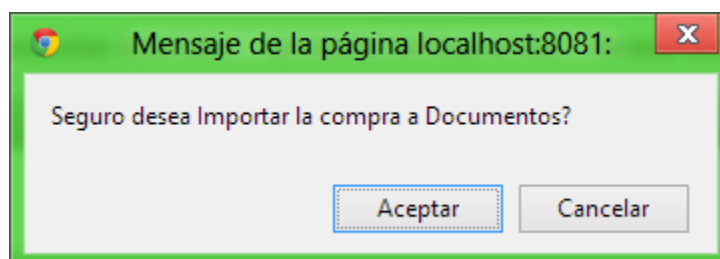 Mensaje de la página localhost:8081:
Seguro desea Importar la compra a Documentos?
Aceptar
Cancelar